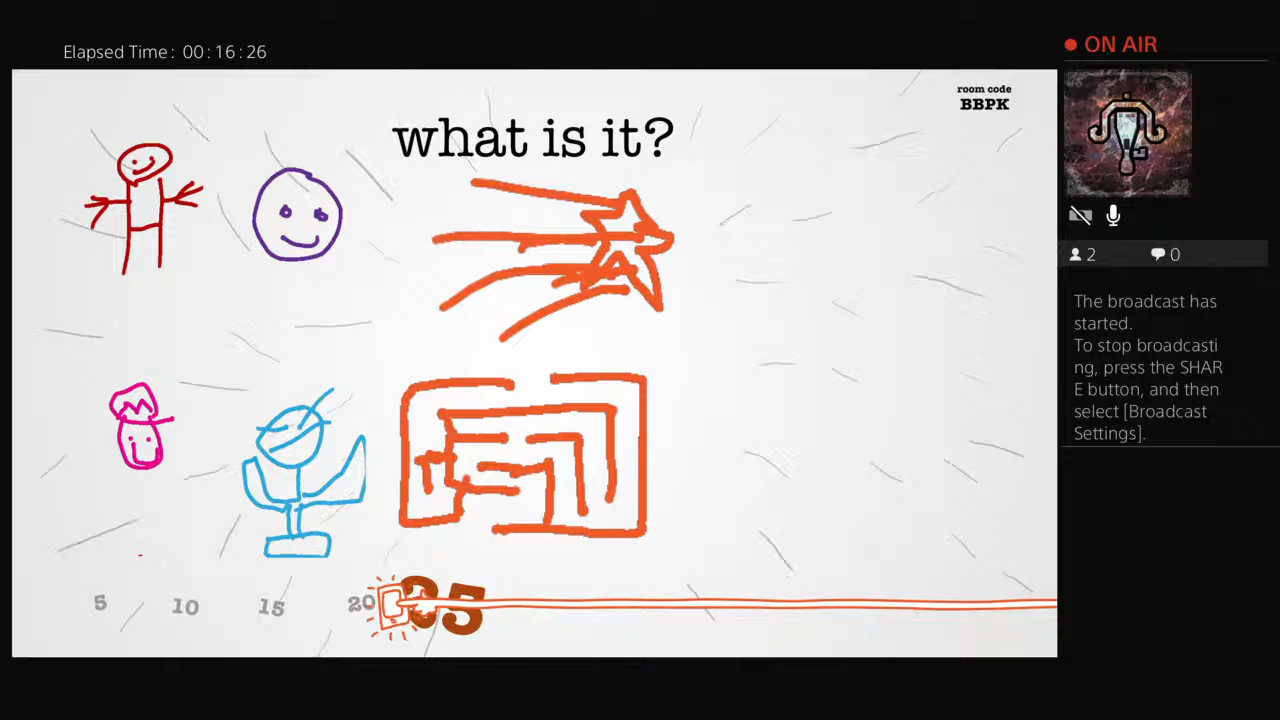 Elapsed Time: 00:16:26
ON AIR
room code
BBPK
what is it?
2
0
The broadcast has
started.
To stop broadcasti
ng, press the SHAR
E button, and then
select [Broadcast
Settings].
5
10
15
20